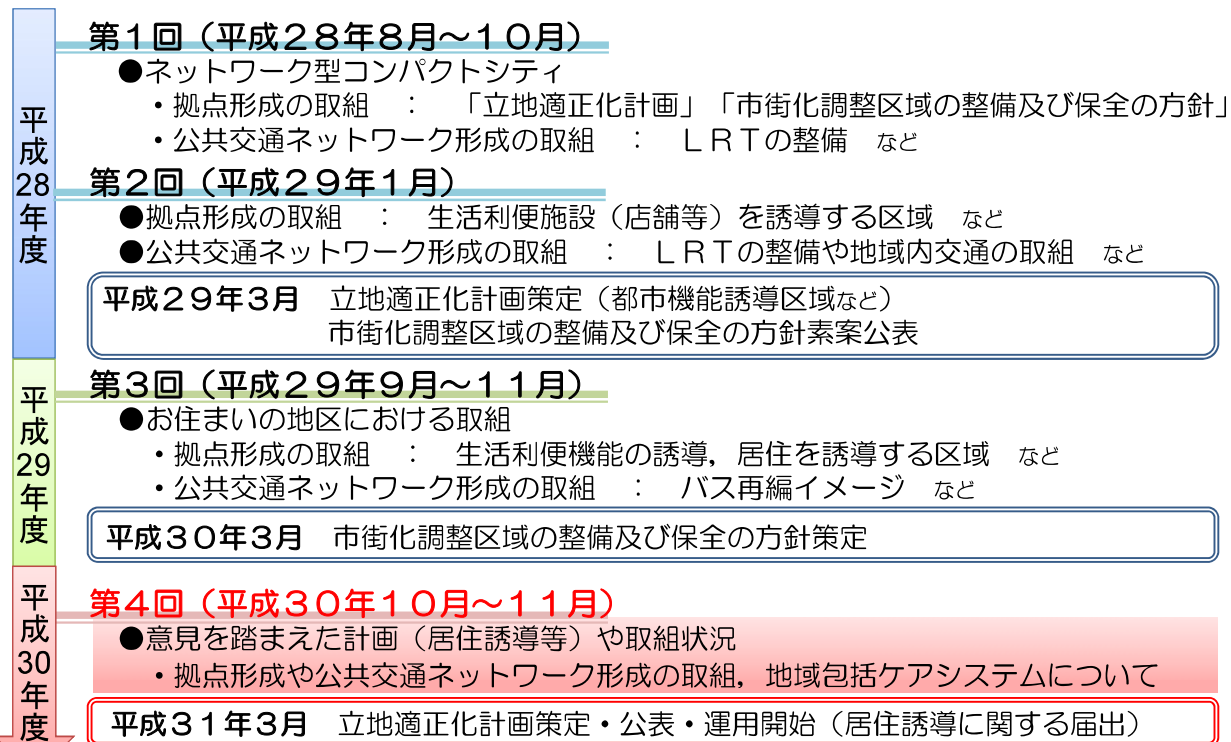 平成28年度
第1回（平成28年8月～10月）
●ネットワーク型コンパクトシティ
・拠点形成の取組　：　「立地適正化計画」「市街化調整区域の整備及び保全の方針」
・公共交通ネットワーク形成の取組　：　LRTの整備　など
第2回（平成29年1月）
●拠点形成の取組　：　生活利便施設（店舗等）を誘導する区域　など
●公共交通ネットワーク形成の取組　：　LRTの整備や地域内交通の取組　など
平成29年3月　立地適正化計画策定（都市機能誘導区域など）
市街化調整区域の整備及び保全の方針素案公表
平成29年度
第3回（平成29年9月～11月）
●お住まいの地区における取組
・拠点形成の取組　：　生活利便機能の誘導，居住を誘導する区域　など
・公共交通ネットワーク形成の取組　：　バス再編イメージ　など
平成30年3月　市街化調整区域の整備及び保全の方針策定
平成30年度
第4回（平成30年10月～11月）
●意見を踏まえた計画（居住誘導等）や取組状況
・拠点形成や公共交通ネットワーク形成の取組，地域包括ケアシステムについて
平成31年3月　立地適正化計画策定・公表・運用開始（居住誘導に関する届出）